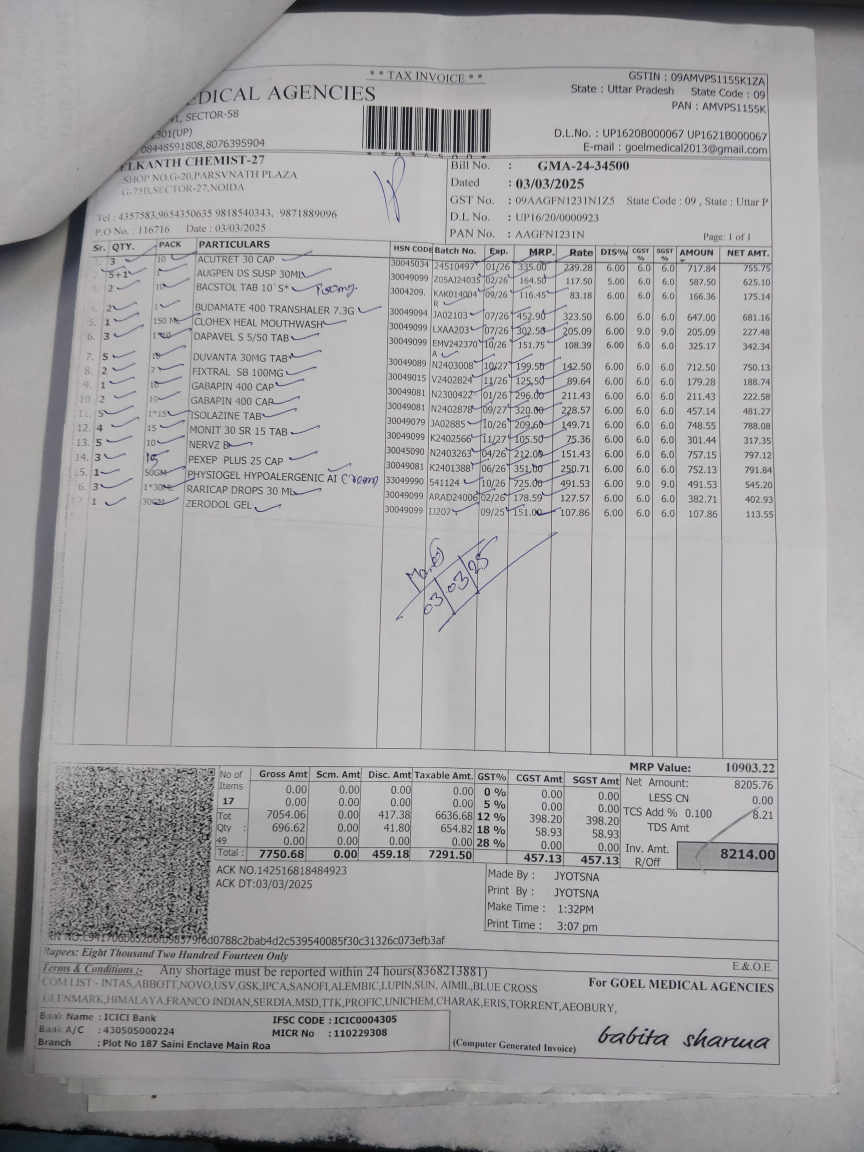 ** TAX INVOICE **
GSTIN : 09AMVPS1155K1ZA
State : Uttar Pradesh State Code : 09
PAN : AMVPS1155K
EDICAL AGENCIES
41, SECTOR-58
1301(UP)
08448591808,8076395904
D.L.No. : UP1620B000067 UP1621B000067
E-mail : goelmedical2013@gmail.com
ELKANTH CHEMIST-27
SHOP NO.G-20,PARSVNATH PLAZA
G-75B,SECTOR-27,NOIDA
Tel : 4357583,9654350635 9818540343, 9871889096
P.O No. : 116716 Date : 03/03/2025
Bill No. : GMA-24-34500
Dated : 03/03/2025
GST No. : 09AAGFN1231N1Z5 State Code : 09 , State : Uttar P
D.L No. : UP16/20/0000923
PAN No. : AAGFN1231N
Page: 1 of 1
Sr. QTY. PACK PARTICULARS HSN CODE Batch No. Exp. MRP. Rate DIS% CGST % SGST % AMOUN NET AMT.
1. 3 10 ACUTRET 30 CAP 30045034 24510497 01/26 335.00 239.28 6.00 6.0 6.0 717.84 755.75
5+1 AUGPEN DS SUSP 30ML 30049099 205AJ24035 02/26 164.50 117.50 5.00 6.0 6.0 587.50 625.10
3. 2 10 BACSTOL TAB 10`S* 3004209. KAK014004 R 09/26 116.45 83.18 6.00 6.0 6.0 166.36 175.14
4. 2 1 BUDAMATE 400 TRANSHALER 7.3G 30049094 JA02103 07/26 452.90 323.50 6.00 6.0 6.0 647.00 681.16
5. 1 150 ML CLOHEX HEAL MOUTHWASH 30049099 LXAA203 07/26 302.50 205.09 6.00 9.0 9.0 205.09 227.48
6. 3 1*10 DAPAVEL S 5/50 TAB 30049099 EMV242370 A 10/26 151.75 108.39 6.00 6.0 6.0 325.17 342.34
7. 5 10 DUVANTA 30MG TAB 30049089 N2403008 10/27 199.50 142.50 6.00 6.0 6.0 712.50 750.13
8. 2 7 FIXTRAL SB 100MG 30049015 V2402824 11/26 125.50 89.64 6.00 6.0 6.0 179.28 188.74
9. 1 10 GABAPIN 400 CAP 30049081 N2300422 01/26 296.00 211.43 6.00 6.0 6.0 211.43 222.58
10. 2 10 GABAPIN 400 CAP 30049081 N2402878 09/27 320.00 228.57 6.00 6.0 6.0 457.14 481.27
11. 5 1*15 ISOLAZINE TAB 30049079 JA02885 10/26 209.60 149.71 6.00 6.0 6.0 748.55 788.08
12. 4 15 MONIT 30 SR 15 TAB 30049099 K2402566 11/27 105.50 75.36 6.00 6.0 6.0 301.44 317.35
13. 5 10 NERVZ B 30045090 N2403263 04/26 212.00 151.43 6.00 6.0 6.0 757.15 797.12
14. 3 15 PEXEP PLUS 25 CAP 30049081 K2401388 06/26 351.00 250.71 6.00 6.0 6.0 752.13 791.84
5. 1 50GM PHYSIOGEL HYPOALLERGENIC AI (cream) 33049990 541124 10/26 725.00 491.53 6.00 9.0 9.0 491.53 545.20
6. 3 1*30ML RARICAP DROPS 30 ML 30049099 ARAD24006 02/26 178.59 127.57 6.00 6.0 6.0 382.71 402.93
1 30GM ZERODOL GEL 30049099 IJ207 09/25 151.00 107.86 6.00 6.0 6.0 107.86 113.55
03/03/25
MRP Value: 10903.22
No of Items 17 Tot Qty : 49
Gross Amt Scm. Amt Disc. Amt Taxable Amt. GST% CGST Amt SGST Amt
0.00 0.00 0.00 0.00 0 % 0.00 0.00
0.00 0.00 0.00 0.00 5 % 0.00 0.00
7054.06 0.00 417.38 6636.68 12 % 398.20 398.20
696.62 0.00 41.80 654.82 18 % 58.93 58.93
0.00 0.00 0.00 0.00 28 % 0.00 0.00
Total : 7750.68 0.00 459.18 7291.50 457.13 457.13
Net Amount: 8205.76
LESS CN 0.00
TCS Add % 0.100 8.21
TDS Amt
Inv. Amt. R/Off 8214.00
ACK NO.142516818484923
ACK DT:03/03/2025
Made By : JYOTSNA
Print By : JYOTSNA
Make Time : 1:32PM
Print Time : 3:07 pm
Rupees: Eight Thousand Two Hundred Fourteen Only
E.&.O.E.
Terms & Conditions :- Any shortage must be reported within 24 hours(8368213881)
COM LIST - INTAS,ABBOTT,NOVO,USV,GSK,IPCA,SANOFI,ALEMBIC,LUPIN,SUN, AIMIL,BLUE CROSS
GLENMARK,HIMALAYA,FRANCO INDIAN,SERDIA,MSD,TTK,PROFIC,UNICHEM,CHARAK,ERIS,TORRENT,AEOBURY,
For GOEL MEDICAL AGENCIES
Bank Name : ICICI Bank
Bank A/C : 430505000224
Branch : Plot No 187 Saini Enclave Main Roa
IFSC CODE : ICIC0004305
MICR No : 110229308
(Computer Generated Invoice)
babita sharma